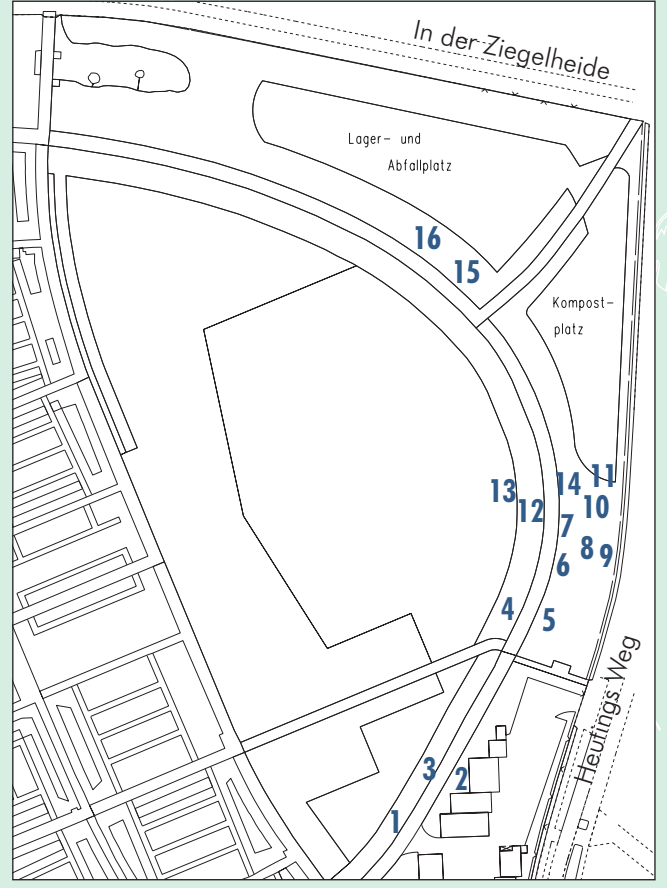 In der Ziegelheide
Lager- und
Abfallplatz
16
15
Kompost-
platz
11
14
13
10
12
7
8
9
6
4
5
Heutings Weg
3
2
1